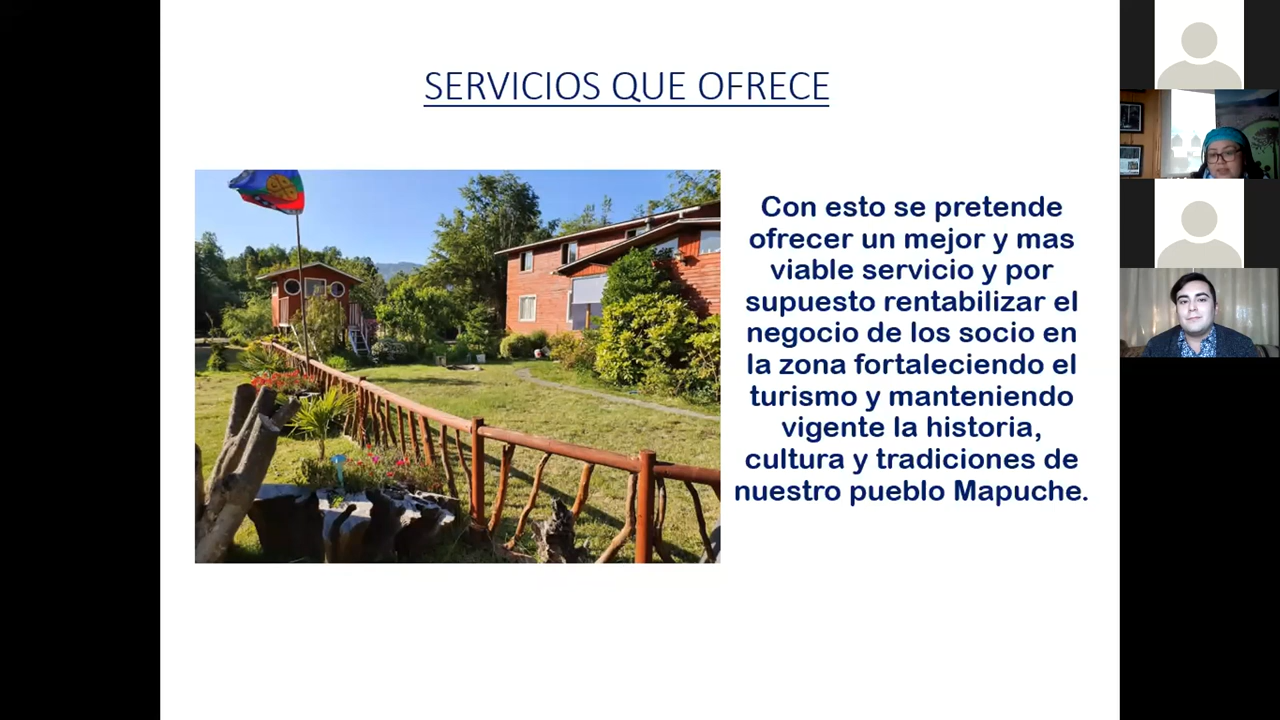 SERVICIOS QUE OFRECE
Con esto se pretende
ofrecer un mejor y mas
viable servicio y por
supuesto rentabilizar el
negocio de los socio en
la zona fortaleciendo el
turismo y manteniendo
vigente la historia,
cultura y tradiciones de
nuestro pueblo Mapuche.